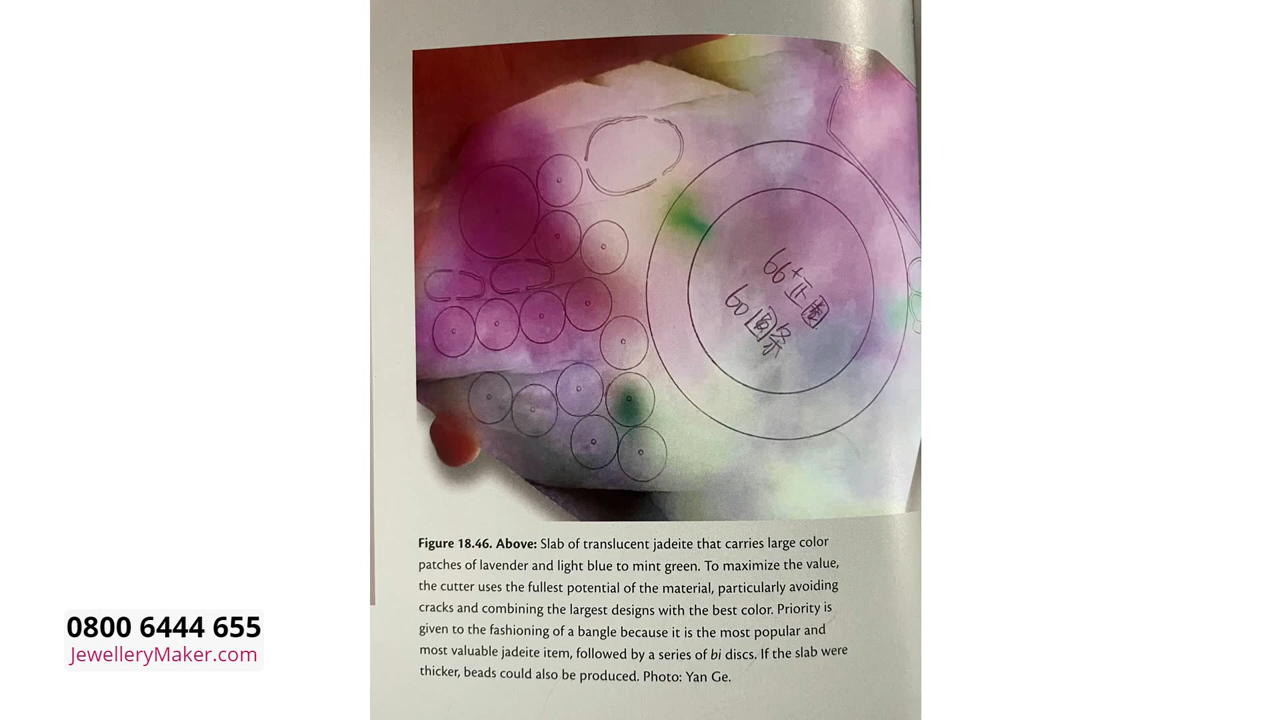 66⁺正圈
60圆条
Figure 18.46. Above: Slab of translucent jadeite that carries large color
patches of lavender and light blue to mint green. To maximize the value,
the cutter uses the fullest potential of the material, particularly avoiding
cracks and combining the largest designs with the best color. Priority is
given to the fashioning of a bangle because it is the most popular and
most valuable jadeite item, followed by a series of bi discs. If the slab were
thicker, beads could also be produced. Photo: Yan Ge.
0800 6444 655
JewelleryMaker.com